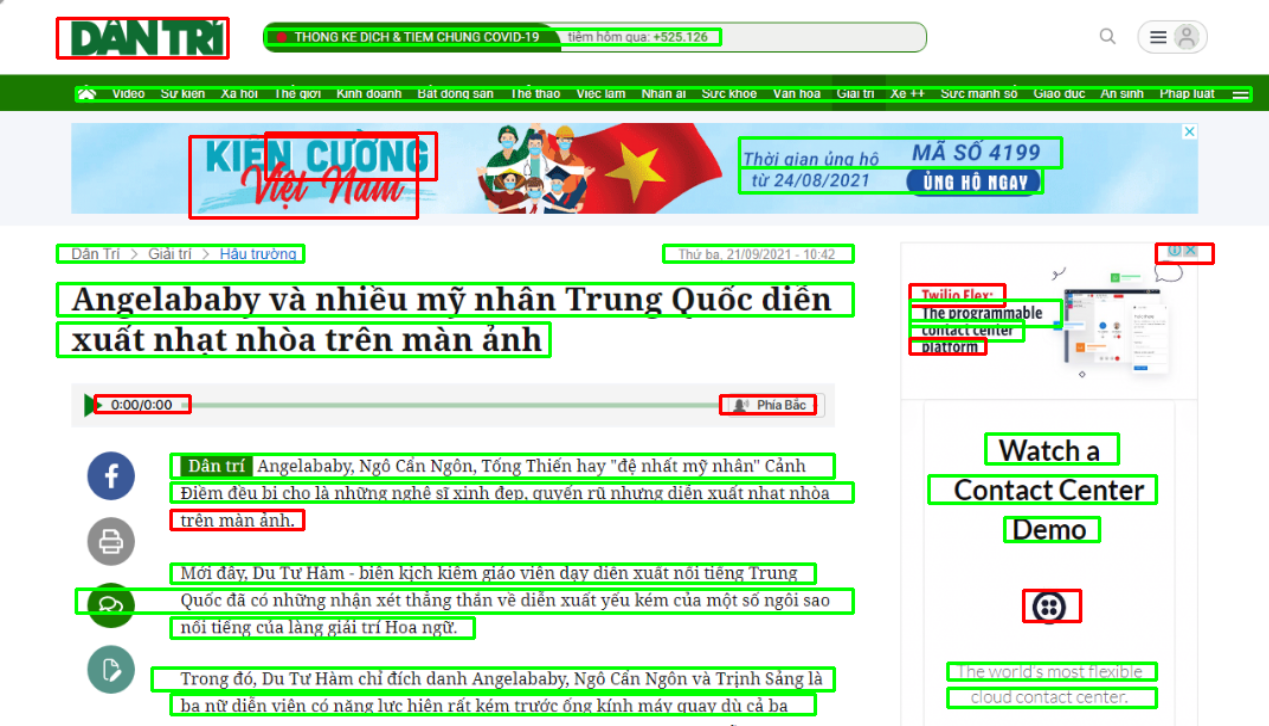 DÂN TRÍ
THỐNG KÊ DỊCH & TIÊM CHỦNG COVID-19 tiêm hôm qua: +525.126
Video Sự kiện Xã hội Thế giới Kinh doanh Bất động sản Thể thao Việc làm Nhân ái Sức khỏe Văn hóa Giải trí Xe ++ Sức mạnh số Giáo dục An sinh Pháp luật
KIÊN CƯỜNG
Việt Nam
Thời gian ủng hộ
từ 24/08/2021
MÃ SỐ 4199
ỦNG HỘ NGAY
Dân Trí > Giải trí > Hậu trường
Thứ ba, 21/09/2021 - 10:42
Angelababy và nhiều mỹ nhân Trung Quốc diễn
xuất nhạt nhòa trên màn ảnh
0:00/0:00
Phía Bắc
Dân trí Angelababy, Ngô Cẩn Ngôn, Tống Thiến hay "đệ nhất mỹ nhân" Cảnh
Điềm đều bị cho là những nghệ sĩ xinh đẹp, quyến rũ nhưng diễn xuất nhạt nhòa
trên màn ảnh.
Mới đây, Du Tư Hàm - biên kịch kiêm giáo viên dạy diễn xuất nổi tiếng Trung
Quốc đã có những nhận xét thẳng thắn về diễn xuất yếu kém của một số ngôi sao
nổi tiếng của làng giải trí Hoa ngữ.
Trong đó, Du Tư Hàm chỉ đích danh Angelababy, Ngô Cẩn Ngôn và Trịnh Sảng là
ba nữ diễn viên có năng lực hiện rất kém trước ống kính máy quay dù cả ba
Twilio Flex:
The programmable
contact center
platform
Watch a
Contact Center
Demo
The world's most flexible
cloud contact center.